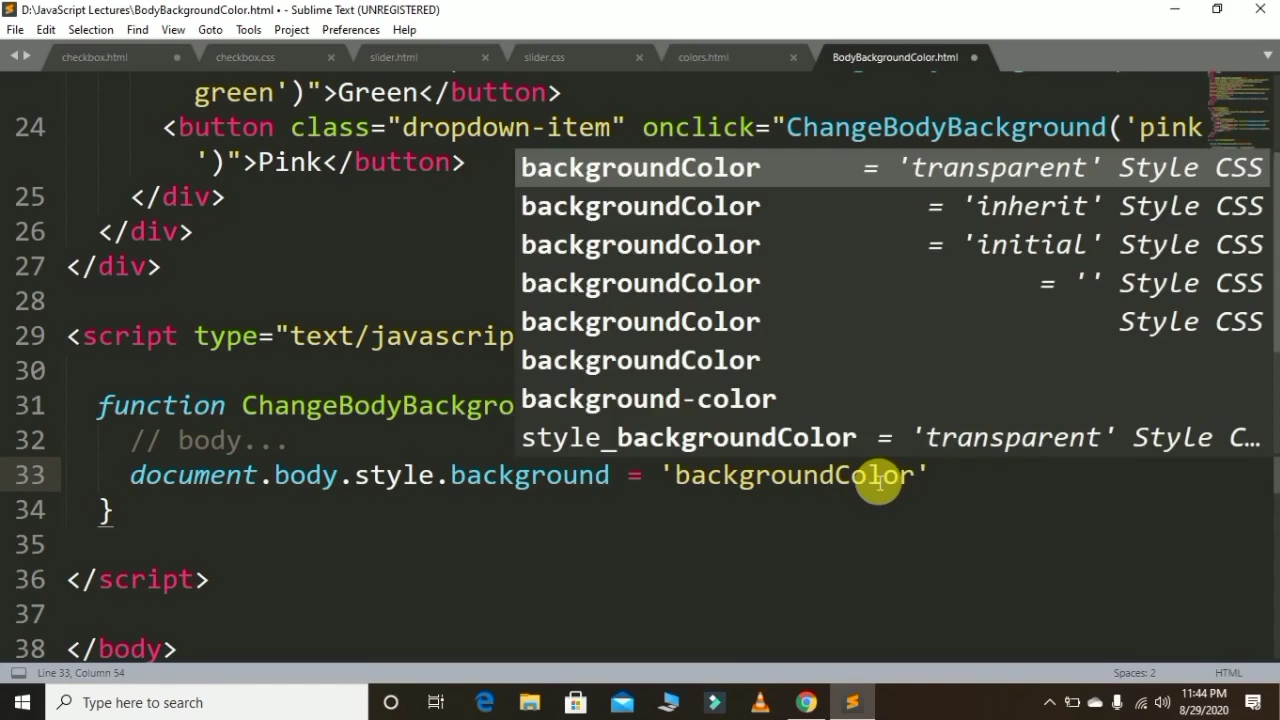 D:\JavaScript Lectures\BodyBackgroundColor.html • - Sublime Text (UNREGISTERED)
File Edit Selection Find View Goto Tools Project Preferences Help
checkbox.html checkbox.css slider.html slider.css colors.html BodyBackgroundColor.html
green')">Green</button>
24 <button class="dropdown-item" onclick="ChangeBodyBackground('pink
')">Pink</button>
backgroundColor = 'transparent' Style CSS
25 </div>
backgroundColor = 'inherit' Style CSS
26 </div>
backgroundColor = 'initial' Style CSS
27 </div>
backgroundColor = '' Style CSS
28
backgroundColor Style CSS
29 <script type="text/javascrip
backgroundColor
30
background-color
31 function ChangeBodyBackgro
style_backgroundColor = 'transparent' Style C…
32 // body...
33 document.body.style.background = 'backgroundColor'
34 }
35
36 </script>
37
38 </body>
Line 33, Column 54 Spaces: 2 HTML
Type here to search
11:44 PM
8/29/2020